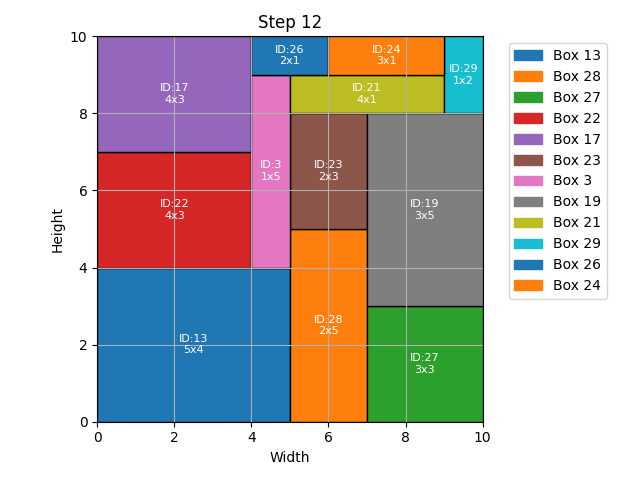 Step 12
Height
10
8
6
4
2
0
ID:26
2x1
ID:24
3x1
ID:29
1x2
ID:17
4x3
ID:21
4x1
ID:3
1x5
ID:23
2x3
ID:22
4x3
ID:19
3x5
ID:13
5x4
ID:28
2x5
ID:27
3x3
0 2 4 6 8 10
Width
Box 13
Box 28
Box 27
Box 22
Box 17
Box 23
Box 3
Box 19
Box 21
Box 29
Box 26
Box 24